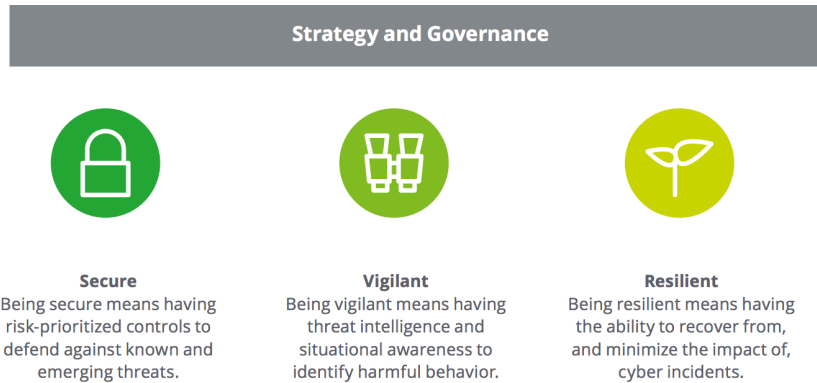 Strategy and Governance
Secure
Being secure means having
risk-prioritized controls to
defend against known and
emerging threats.
Vigilant
Being vigilant means having
threat intelligence and
situational awareness to
identify harmful behavior.
Resilient
Being resilient means having
the ability to recover from,
and minimize the impact of,
cyber incidents.